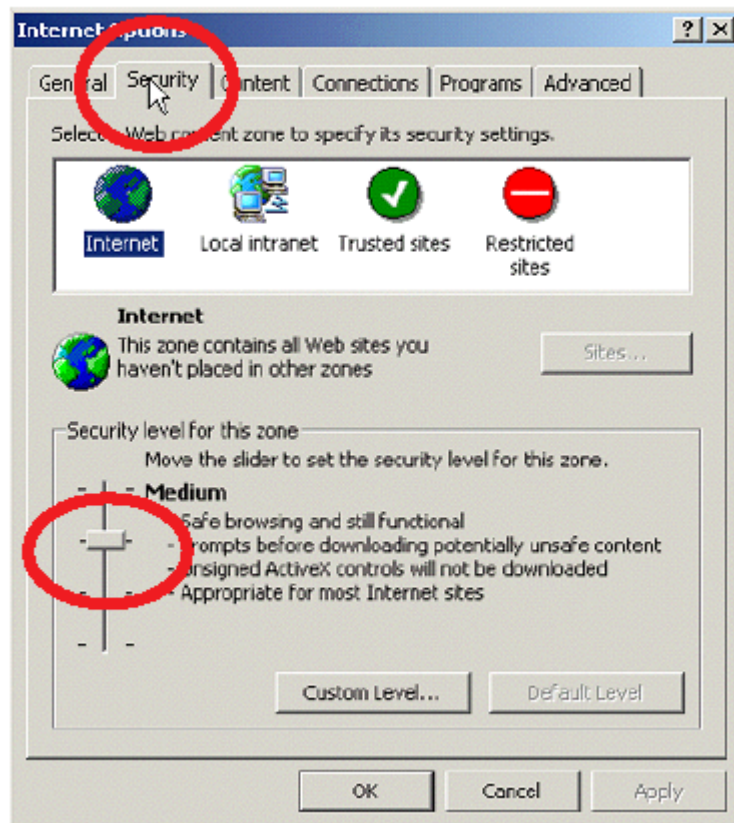 Internet Options
General Security Content Connections Programs Advanced
Select a Web content zone to specify its security settings.
Internet Local intranet Trusted sites Restricted
sites
Internet
This zone contains all Web sites you
haven't placed in other zones
Sites...
Security level for this zone
Move the slider to set the security level for this zone.
Medium
- Safe browsing and still functional
- Prompts before downloading potentially unsafe content
- Unsigned ActiveX controls will not be downloaded
- Appropriate for most Internet sites
Custom Level... Default Level
OK Cancel Apply